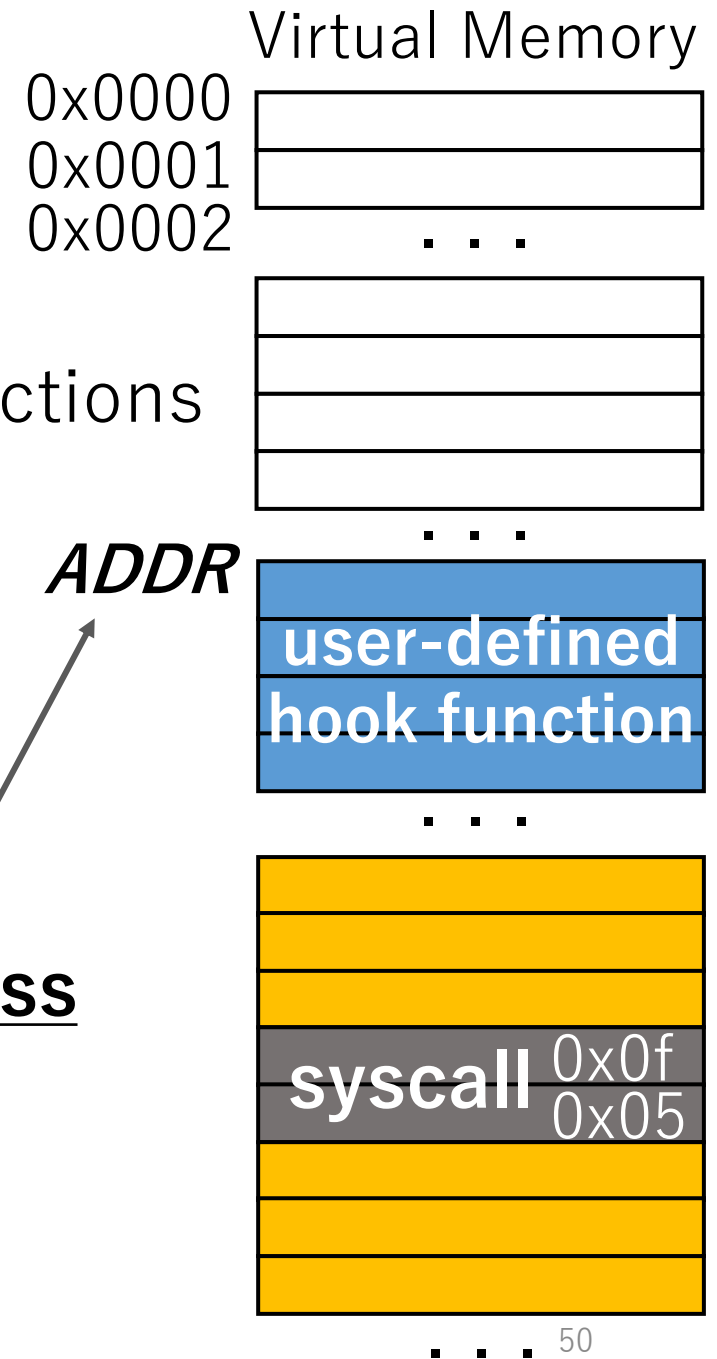 Virtual Memory
0x0000
0x0001
0x0002
. . .
ctions
. . .
ADDR
user-defined
hook function
. . .
ss
syscall 0x0f
0x05
. . . 50